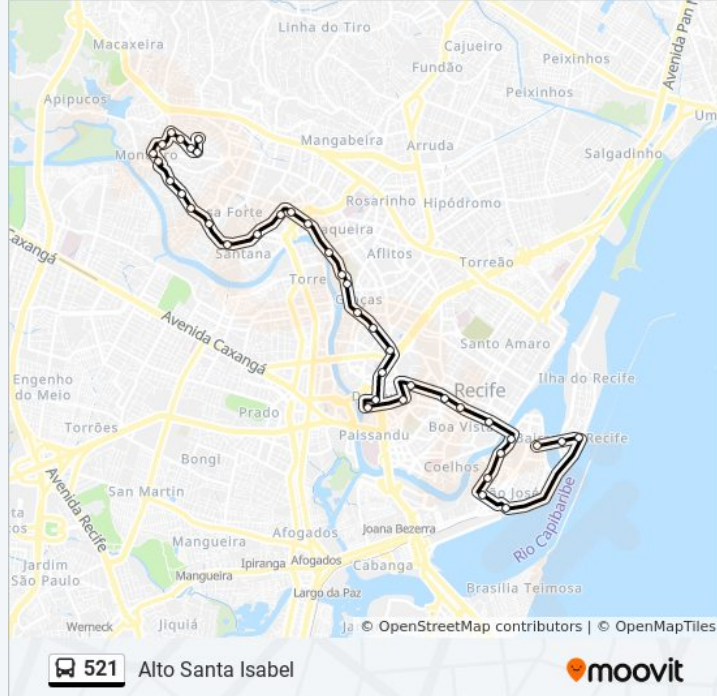 Linha do Tiro
Macaxeira
Cajueiro
Fundão
Peixinhos
Avenida Pan
Apipucos
Peixinhos
Mangabeira
Arruda
Salgadinho
Rosarinho
Hipódromo
Caxangá
Aflitos
Santana
Torre
Torreão
Avenida Caxangá
Santo Amaro
Engenho
do Meio
Ilha do Recife
Recife
Prado
Torrões
Paissandu
Boa Vista
Recife
Bongi
Coelhos
Avenida Recife
San Martin
São José
Rio Capibaribe
Mangueira
Afogados
Joana Bezerra
Jardim
São Paulo
Ipiranga
Afogados
Cabanga
Mangueira
Largo da Paz
Brasília Teimosa
Werneck
Jiquiá
© OpenStreetMap contributors | © OpenMapTiles
521 Alto Santa Isabel
moovit